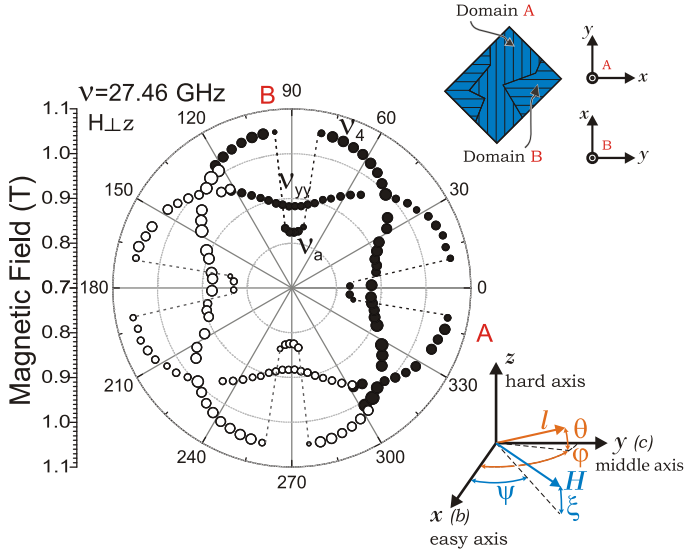 Domain A
y
A
x
x
B
y
Domain B
ν=27.46 GHz
H⊥z
B
90
120
60
ν4
150
30
νyy
νa
180
0
A
210
330
240
300
270
Magnetic Field (T)
1.1
1.0
0.9
0.8
0.7
0.8
0.9
1.0
1.1
z
hard axis
l
θ
y (c)
φ
middle axis
H
ψ
ξ
x (b)
easy axis